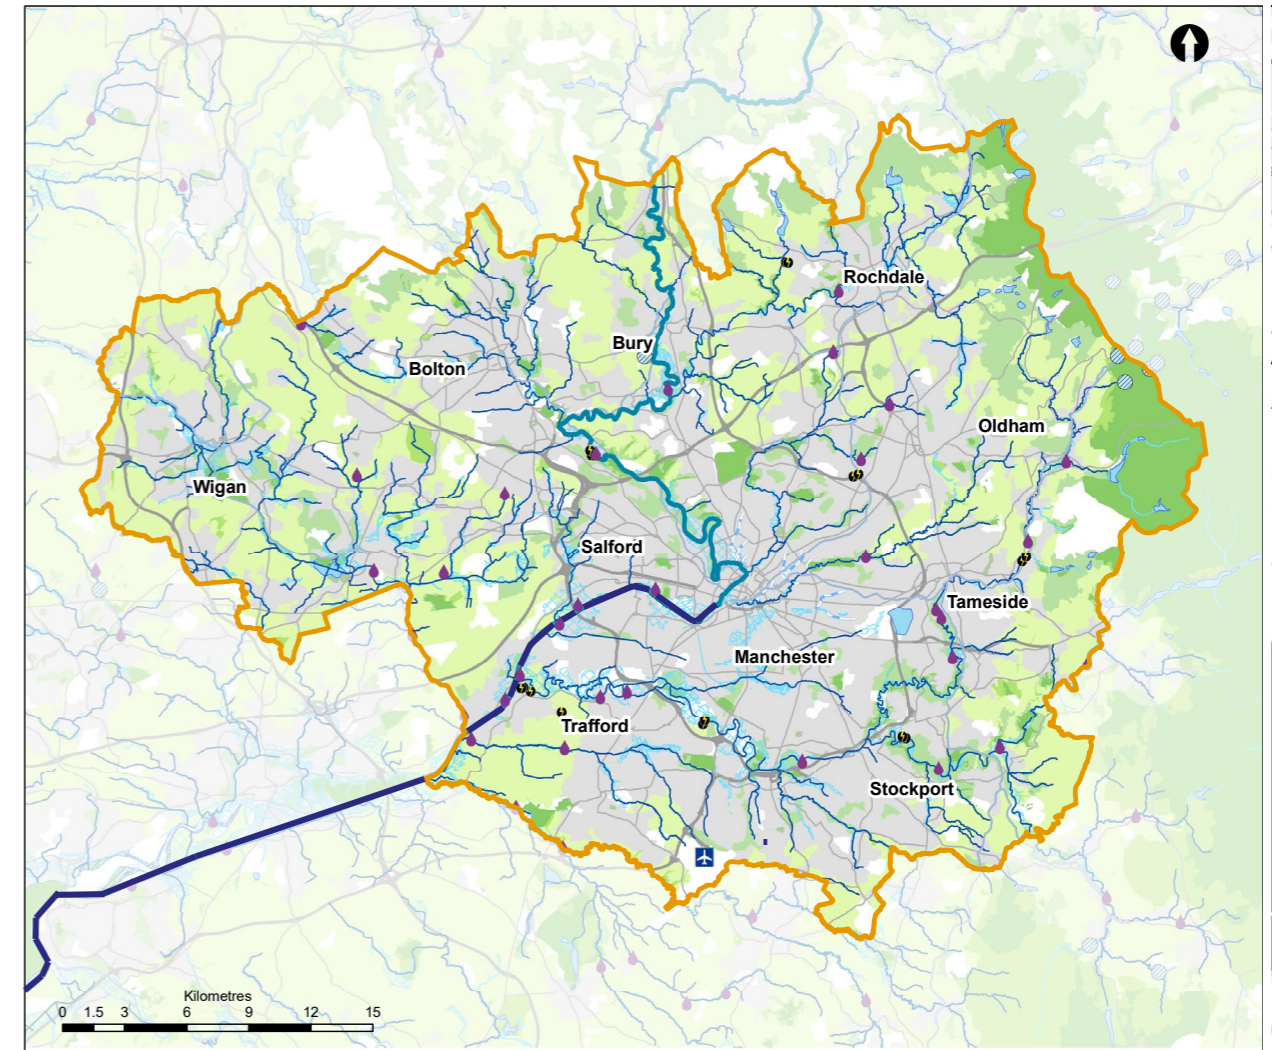 Rochdale
Bury
Bolton
Oldham
Wigan
Salford
Tameside
Manchester
Trafford
Stockport
Kilometres
0 1.5 3 6 9 12 15